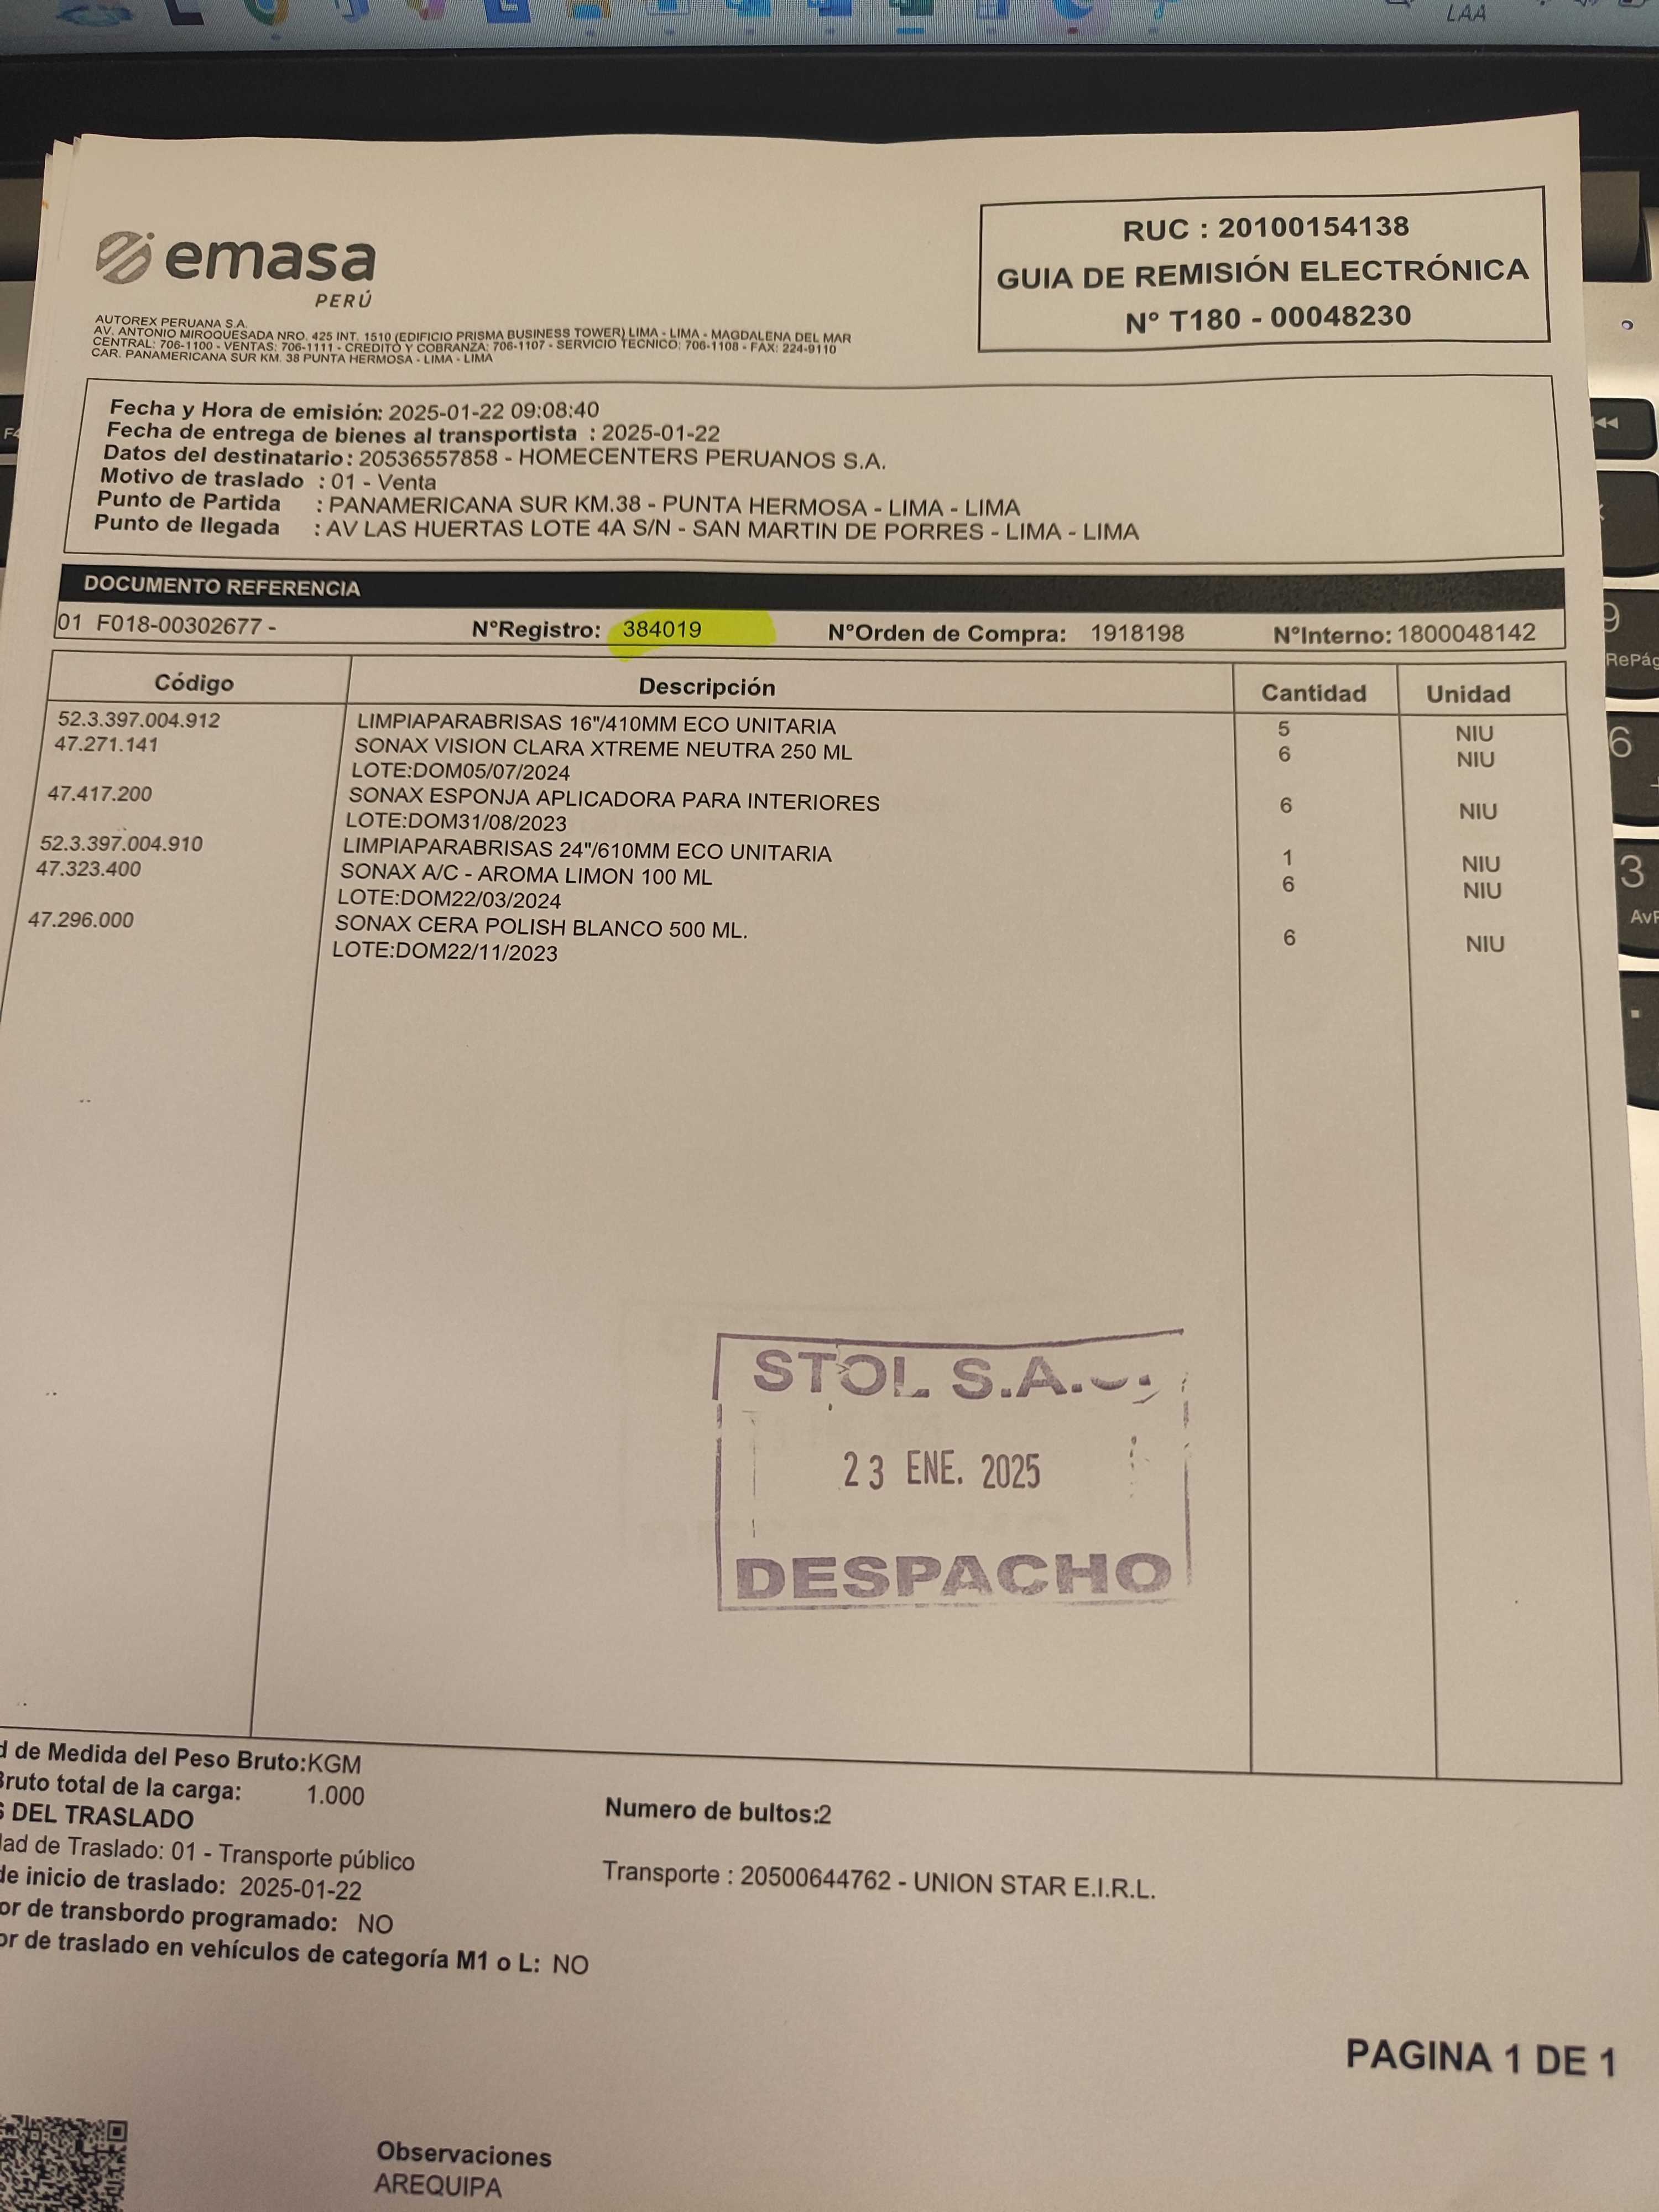 LAA
emasa
PERÚ
AUTOREX PERUANA S.A.
AV. ANTONIO MIROQUESADA NRO. 425 INT. 1510 (EDIFICIO PRISMA BUSINESS TOWER) LIMA - LIMA - MAGDALENA DEL MAR
CENTRAL: 706-1100 - VENTAS: 706-1111 - CREDITO Y COBRANZA: 706-1107 - SERVICIO TECNICO: 706-1108 - FAX: 224-9110
CAR. PANAMERICANA SUR KM. 38 PUNTA HERMOSA - LIMA - LIMA
RUC : 20100154138
GUIA DE REMISIÓN ELECTRÓNICA
N° T180 - 00048230
Fecha y Hora de emisión: 2025-01-22 09:08:40
Fecha de entrega de bienes al transportista : 2025-01-22
Datos del destinatario : 20536557858 - HOMECENTERS PERUANOS S.A.
Motivo de traslado : 01 - Venta
Punto de Partida : PANAMERICANA SUR KM.38 - PUNTA HERMOSA - LIMA - LIMA
Punto de llegada : AV LAS HUERTAS LOTE 4A S/N - SAN MARTIN DE PORRES - LIMA - LIMA
DOCUMENTO REFERENCIA
01 F018-00302677 - N°Registro: 384019 N°Orden de Compra: 1918198 N°Interno: 1800048142
Código Descripción Cantidad Unidad
52.3.397.004.912 LIMPIAPARABRISAS 16"/410MM ECO UNITARIA 5 NIU
47.271.141 SONAX VISION CLARA XTREME NEUTRA 250 ML 6 NIU
LOTE:DOM05/07/2024
47.417.200 SONAX ESPONJA APLICADORA PARA INTERIORES 6 NIU
LOTE:DOM31/08/2023
52.3.397.004.910 LIMPIAPARABRISAS 24"/610MM ECO UNITARIA 1 NIU
47.323.400 SONAX A/C - AROMA LIMON 100 ML 6 NIU
LOTE:DOM22/03/2024
47.296.000 SONAX CERA POLISH BLANCO 500 ML. 6 NIU
LOTE:DOM22/11/2023
STOL S.A.
23 ENE. 2025
DESPACHO
d de Medida del Peso Bruto:KGM
Bruto total de la carga: 1.000
Numero de bultos:2
S DEL TRASLADO
dad de Traslado: 01 - Transporte público
Transporte : 20500644762 - UNION STAR E.I.R.L.
de inicio de traslado: 2025-01-22
or de transbordo programado: NO
or de traslado en vehículos de categoría M1 o L: NO
PAGINA 1 DE 1
Observaciones
AREQUIPA
9
RePág
6
3